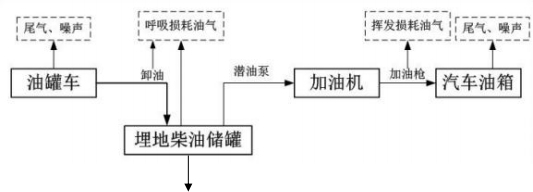 尾气、噪声
呼吸损耗油气
挥发损耗油气
尾气、噪声
油罐车
卸油
潜油泵
加油机
加油枪
汽车油箱
埋地柴油储罐